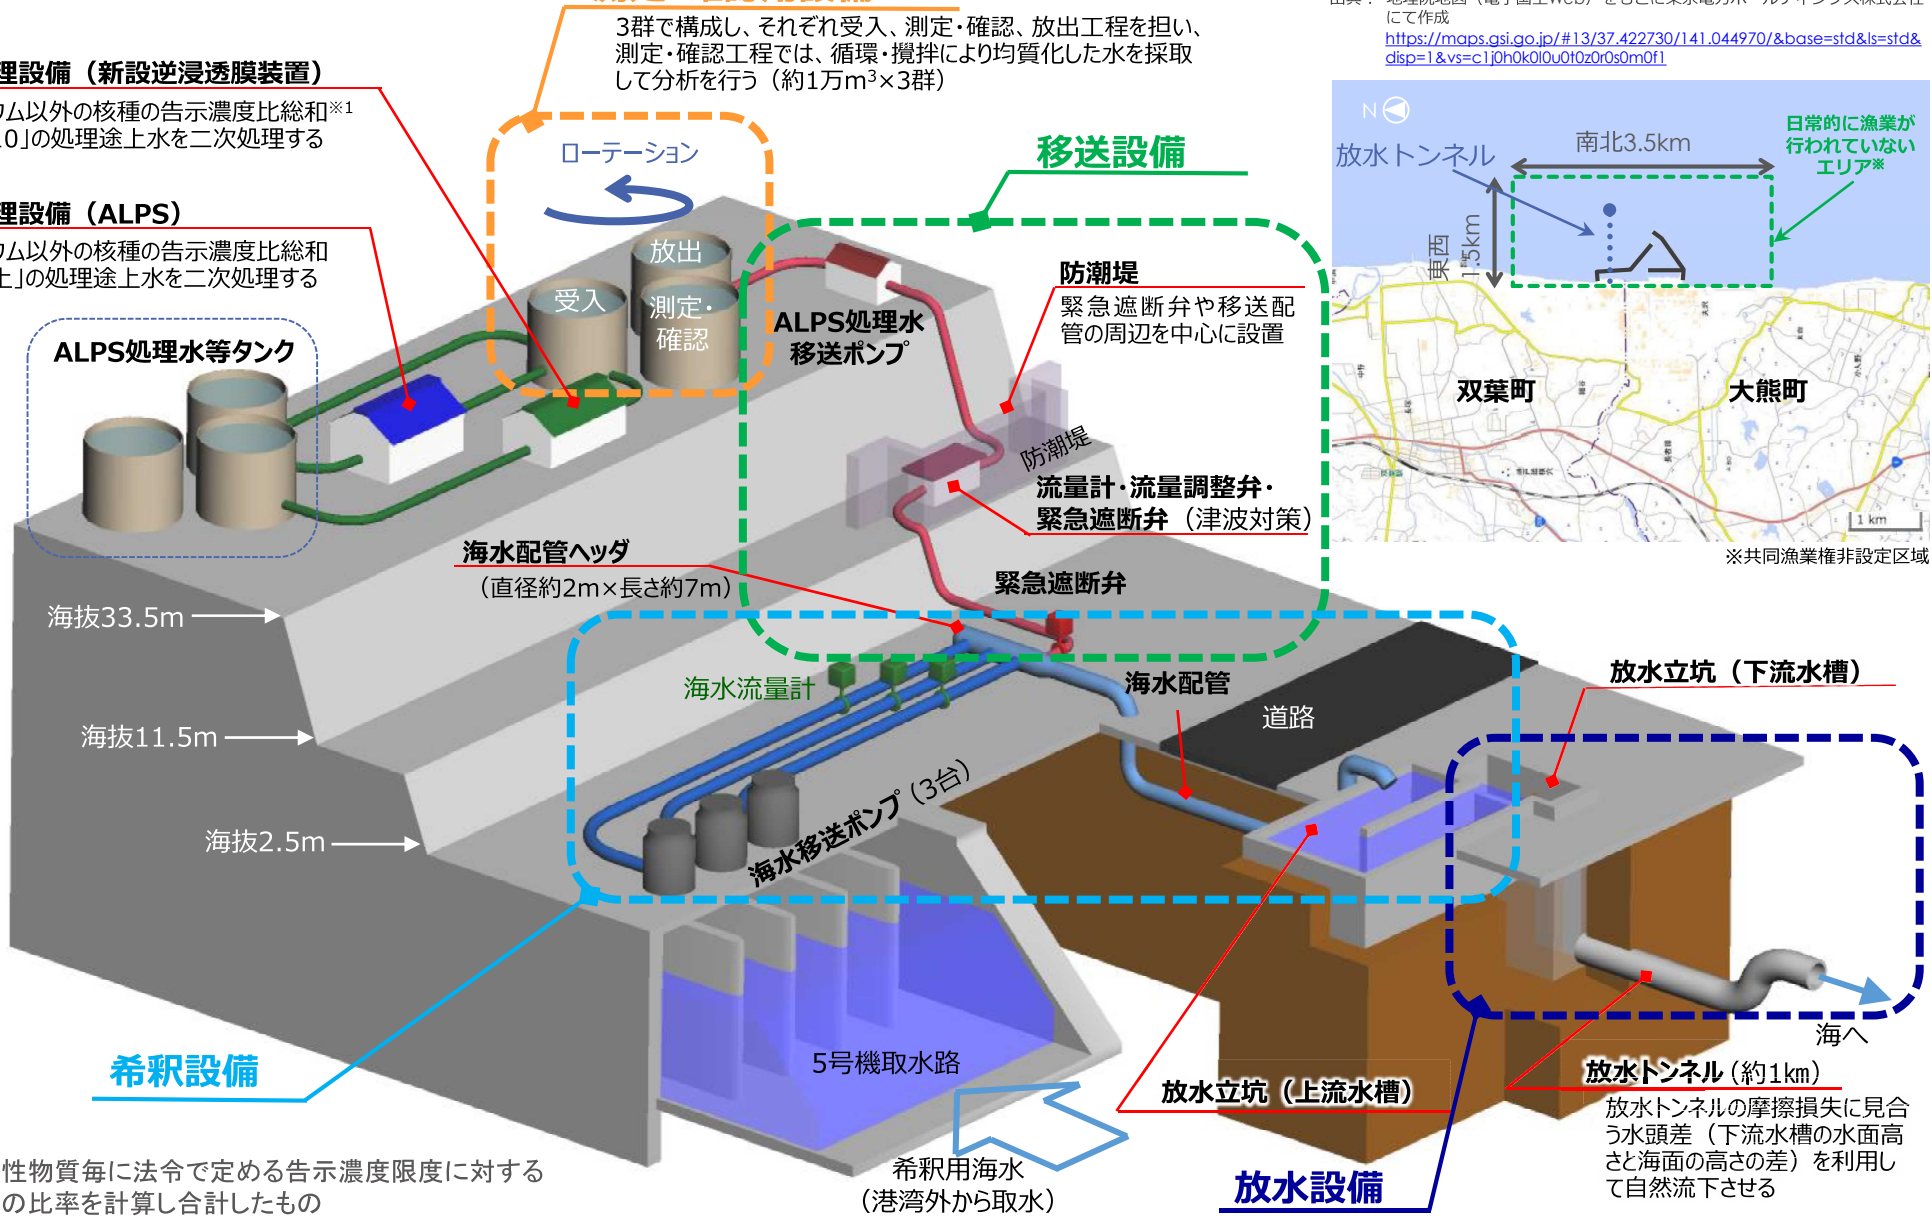 3群で構成し、それぞれ受入、測定・確認、放出工程を担い、
測定・確認工程では、循環・攪拌により均質化した水を採取
して分析を行う（約1万m³×3群）
にて作成
https://maps.gsi.go.jp/#13/37.422730/141.044970/&base=std&ls=std&
disp=1&vs=c1j0h0k0l0u0t0z0r0s0m0f1
理設備（新設逆浸透膜装置）
ウム以外の核種の告示濃度比総和※1
10」の処理途上水を二次処理する
理設備（ALPS）
ウム以外の核種の告示濃度比総和
上」の処理途上水を二次処理する
ALPS処理水等タンク
ローテーション
放出
受入
測定・
確認
移送設備
ALPS処理水
移送ポンプ
防潮堤
緊急遮断弁や移送配
管の周辺を中心に設置
防潮堤
流量計・流量調整弁・
緊急遮断弁（津波対策）
緊急遮断弁
海水配管ヘッダ
（直径約2m×長さ約7m）
海抜33.5m
海抜11.5m
海抜2.5m
海水流量計
海水配管
道路
海水移送ポンプ（3台）
5号機取水路
希釈設備
希釈用海水
（港湾外から取水）
放水立坑（上流水槽）
放水立坑（下流水槽）
海へ
放水トンネル（約1km）
放水トンネルの摩擦損失に見合
う水頭差（下流水槽の水面高
さと海面の高さの差）を利用し
て自然流下させる
放水設備
性物質毎に法令で定める告示濃度限度に対する
の比率を計算し合計したもの
N
放水トンネル
南北3.5km
東西
1.5km
日常的に漁業が
行われていない
エリア※
双葉町
大熊町
1 km
※共同漁業権非設定区域